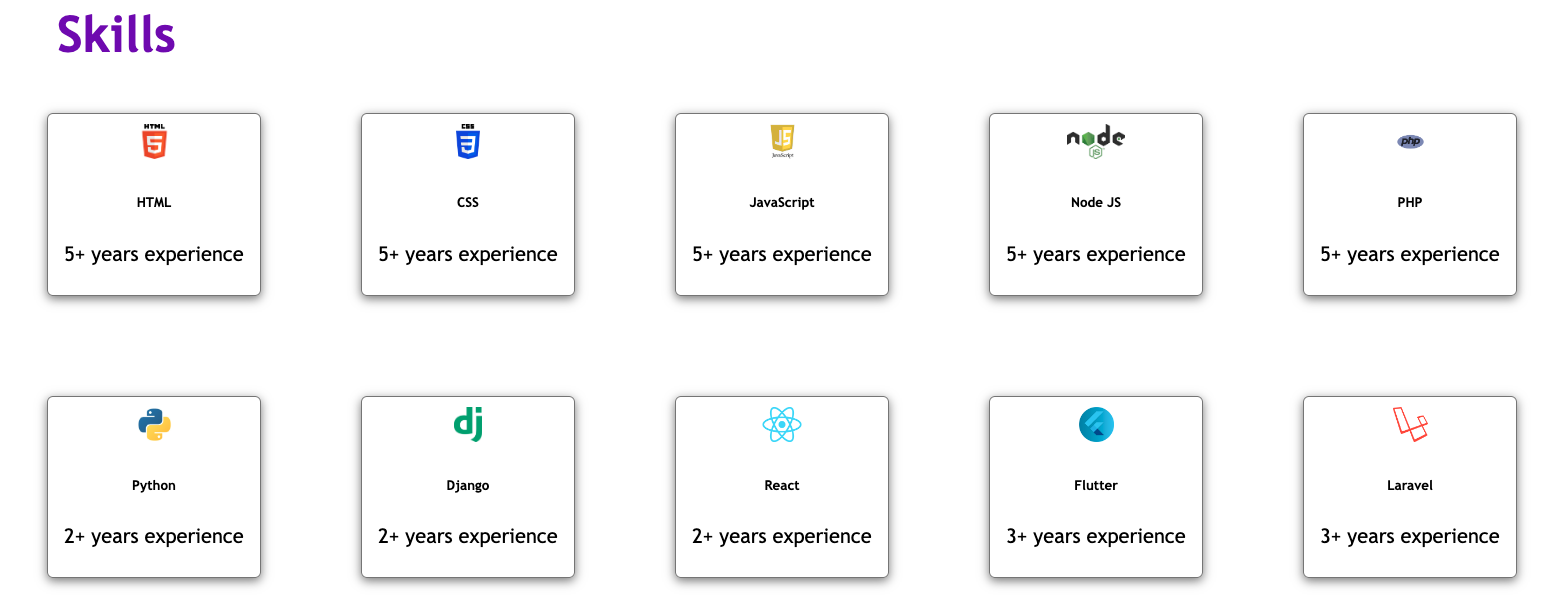 Skills
HTML
CSS
JavaScript
node
JS
php
HTML
CSS
JavaScript
Node JS
PHP
5+ years experience
5+ years experience
5+ years experience
5+ years experience
5+ years experience
dj
Python
Django
React
Flutter
Laravel
2+ years experience
2+ years experience
2+ years experience
3+ years experience
3+ years experience